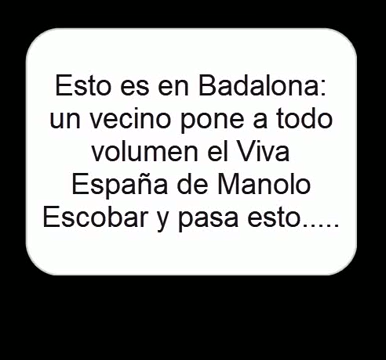 Esto es en Badalona:
un vecino pone a todo
volumen el Viva
España de Manolo
Escobar y pasa esto.....